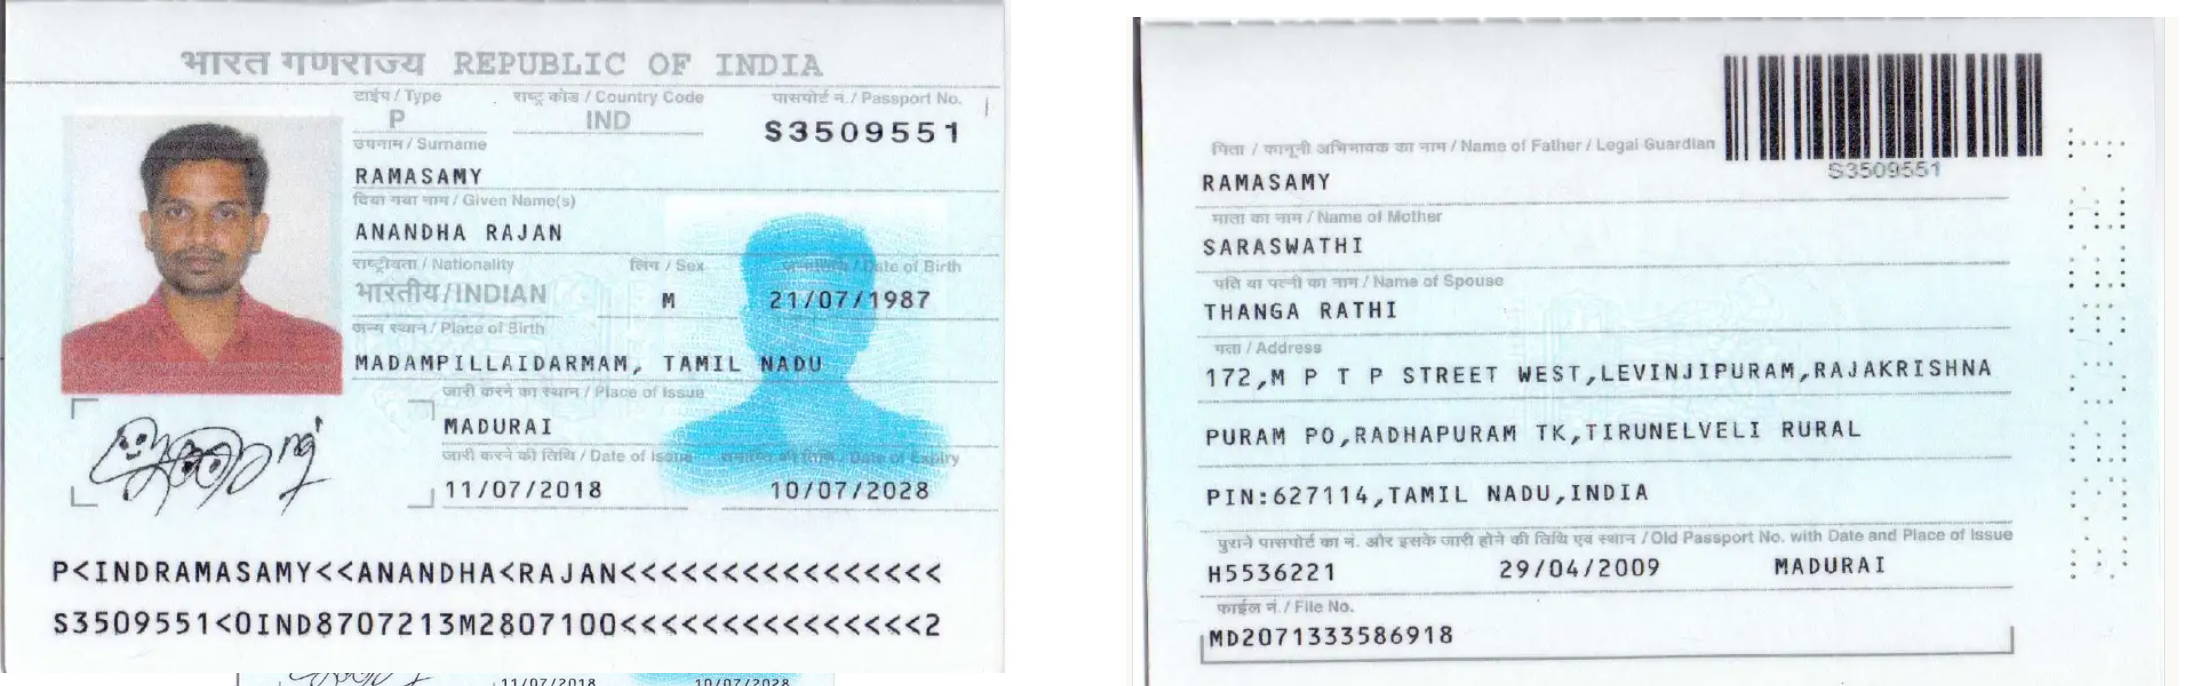 भारत गणराज्य REPUBLIC OF INDIA
टाईप / Type राष्ट्र कोड / Country Code पासपोर्ट नं. / Passport No.
P IND S3509551
उपनाम / Surname
RAMASAMY
दिया गया नाम / Given Name(s)
ANANDHA RAJAN
राष्ट्रीयता / Nationality लिंग / Sex / Date of Birth
भारतीय/INDIAN M 21/07/1987
जन्म स्थान / Place of Birth
MADAMPILLAIDARMAM, TAMIL NADU
जारी करने का स्थान / Place of Issue
MADURAI
जारी करने की तिथि / Date of Issue समाप्ति की तिथि / Date of Expiry
11/07/2018 10/07/2028
P<INDRAMASAMY<<ANANDHA<RAJAN<<<<<<<<<<<<<<<<
S3509551<0IND8707213M2807100<<<<<<<<<<<<<<<2
11/07/2018 10/07/2028
S3509551
पिता / कानूनी अभिभावक का नाम / Name of Father / Legal Guardian
RAMASAMY
माता का नाम / Name of Mother
SARASWATHI
पति या पत्नी का नाम / Name of Spouse
THANGA RATHI
पता / Address
172,M P T P STREET WEST,LEVINJIPURAM,RAJAKRISHNA
PURAM PO,RADHAPURAM TK,TIRUNELVELI RURAL
PIN:627114,TAMIL NADU,INDIA
पुराने पासपोर्ट का नं. और इसके जारी होने की तिथि एवं स्थान / Old Passport No. with Date and Place of Issue
H5536221 29/04/2009 MADURAI
फाईल नं. / File No.
MD2071333586918